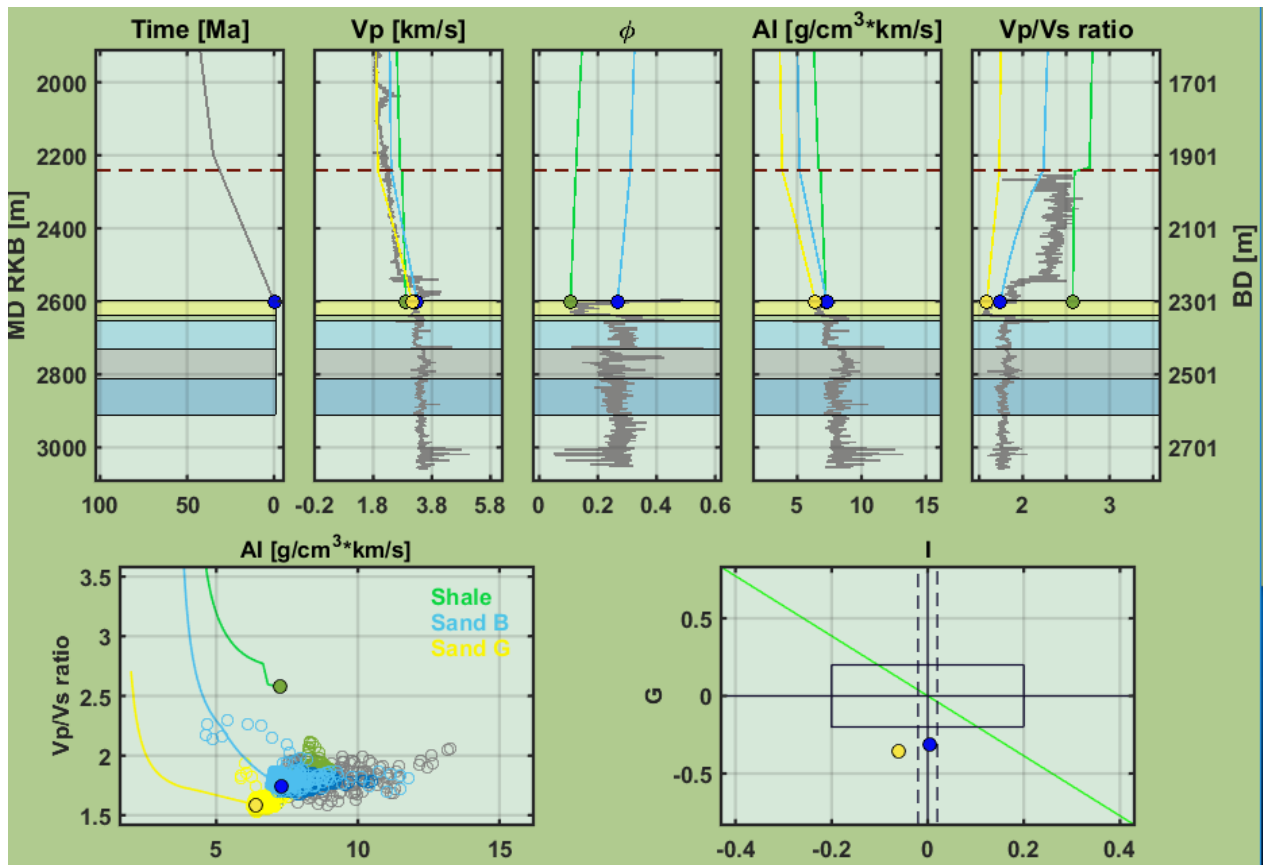 Time [Ma] Vp [km/s] ϕ AI [g/cm³*km/s] Vp/Vs ratio
2000 1701
2200 1901
2400 2101
2600 2301
2800 2501
3000 2701
MD RKB [m] BD [m]
100 50 0 -0.2 1.8 3.8 5.8 0 0.2 0.4 0.6 5 10 15 2 3
AI [g/cm³*km/s] I
3.5
3
2.5
2
1.5
Vp/Vs ratio
Shale
Sand B
Sand G
5 10 15
0.5
0
-0.5
G
-0.4 -0.2 0 0.2 0.4